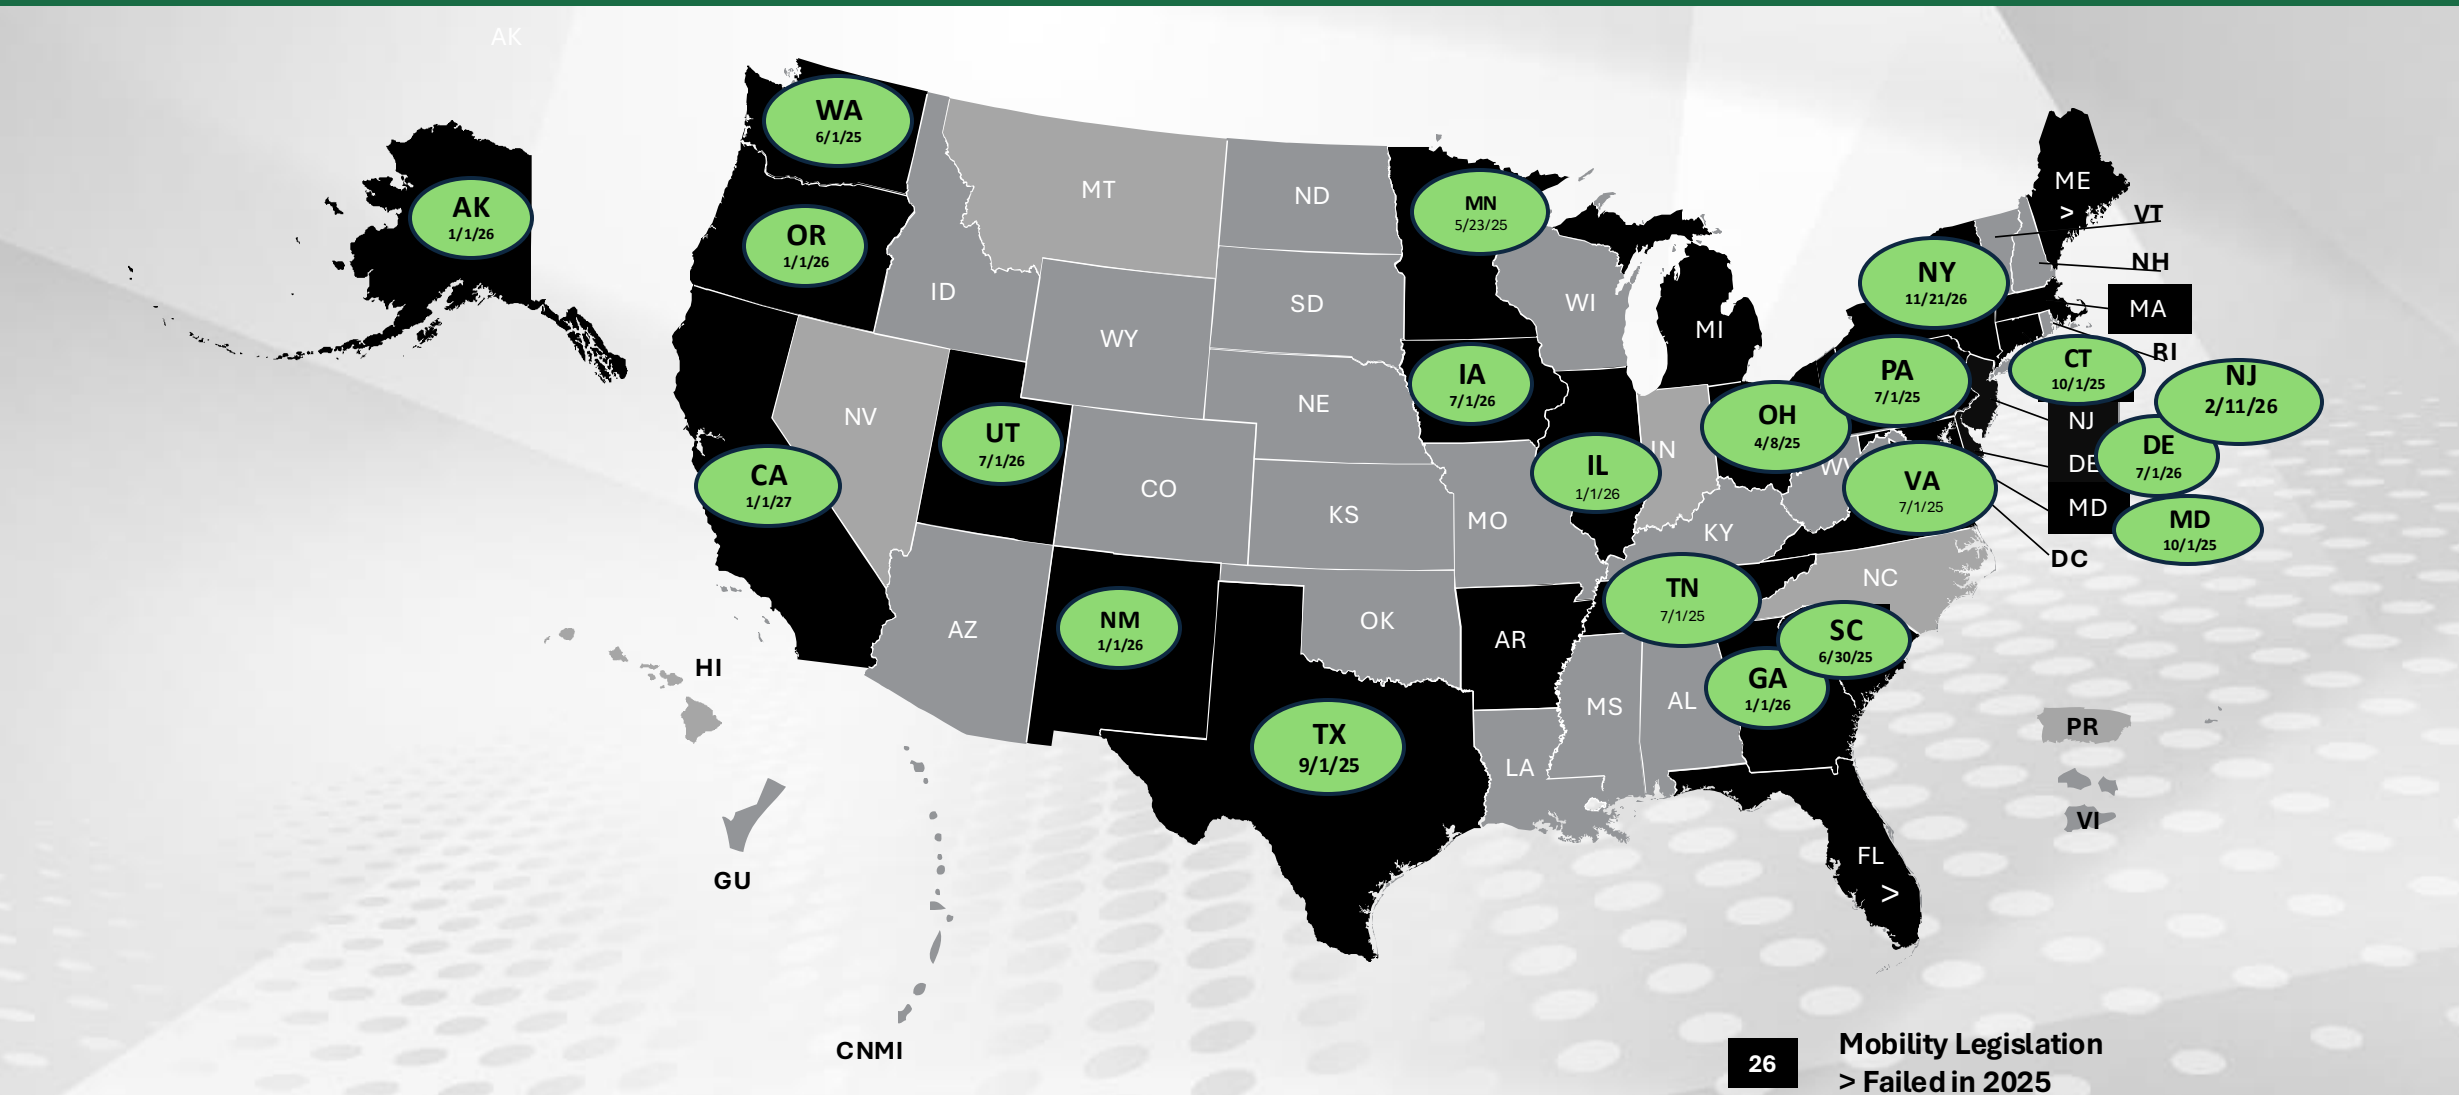 AK
WA
6/1/25
AK
1/1/26
OR
1/1/26
MT
ND
MN
5/23/25
ME
>
VT
NH
MA
RI
NY
11/21/26
ID
SD
WI
MI
WY
IA
7/1/26
PA
7/1/25
CT
10/1/25
NJ
2/11/26
NV
UT
7/1/26
NE
OH
4/8/25
NJ
DE
DE
7/1/26
CA
1/1/27
CO
KS
MO
IL
1/1/26
IN
WV
VA
7/1/25
MD
MD
10/1/25
DC
KY
NC
TN
7/1/25
AZ
NM
1/1/26
OK
AR
SC
6/30/25
GA
1/1/26
HI
TX
9/1/25
LA
MS
AL
PR
VI
FL
>
GU
CNMI
26
Mobility Legislation
> Failed in 2025